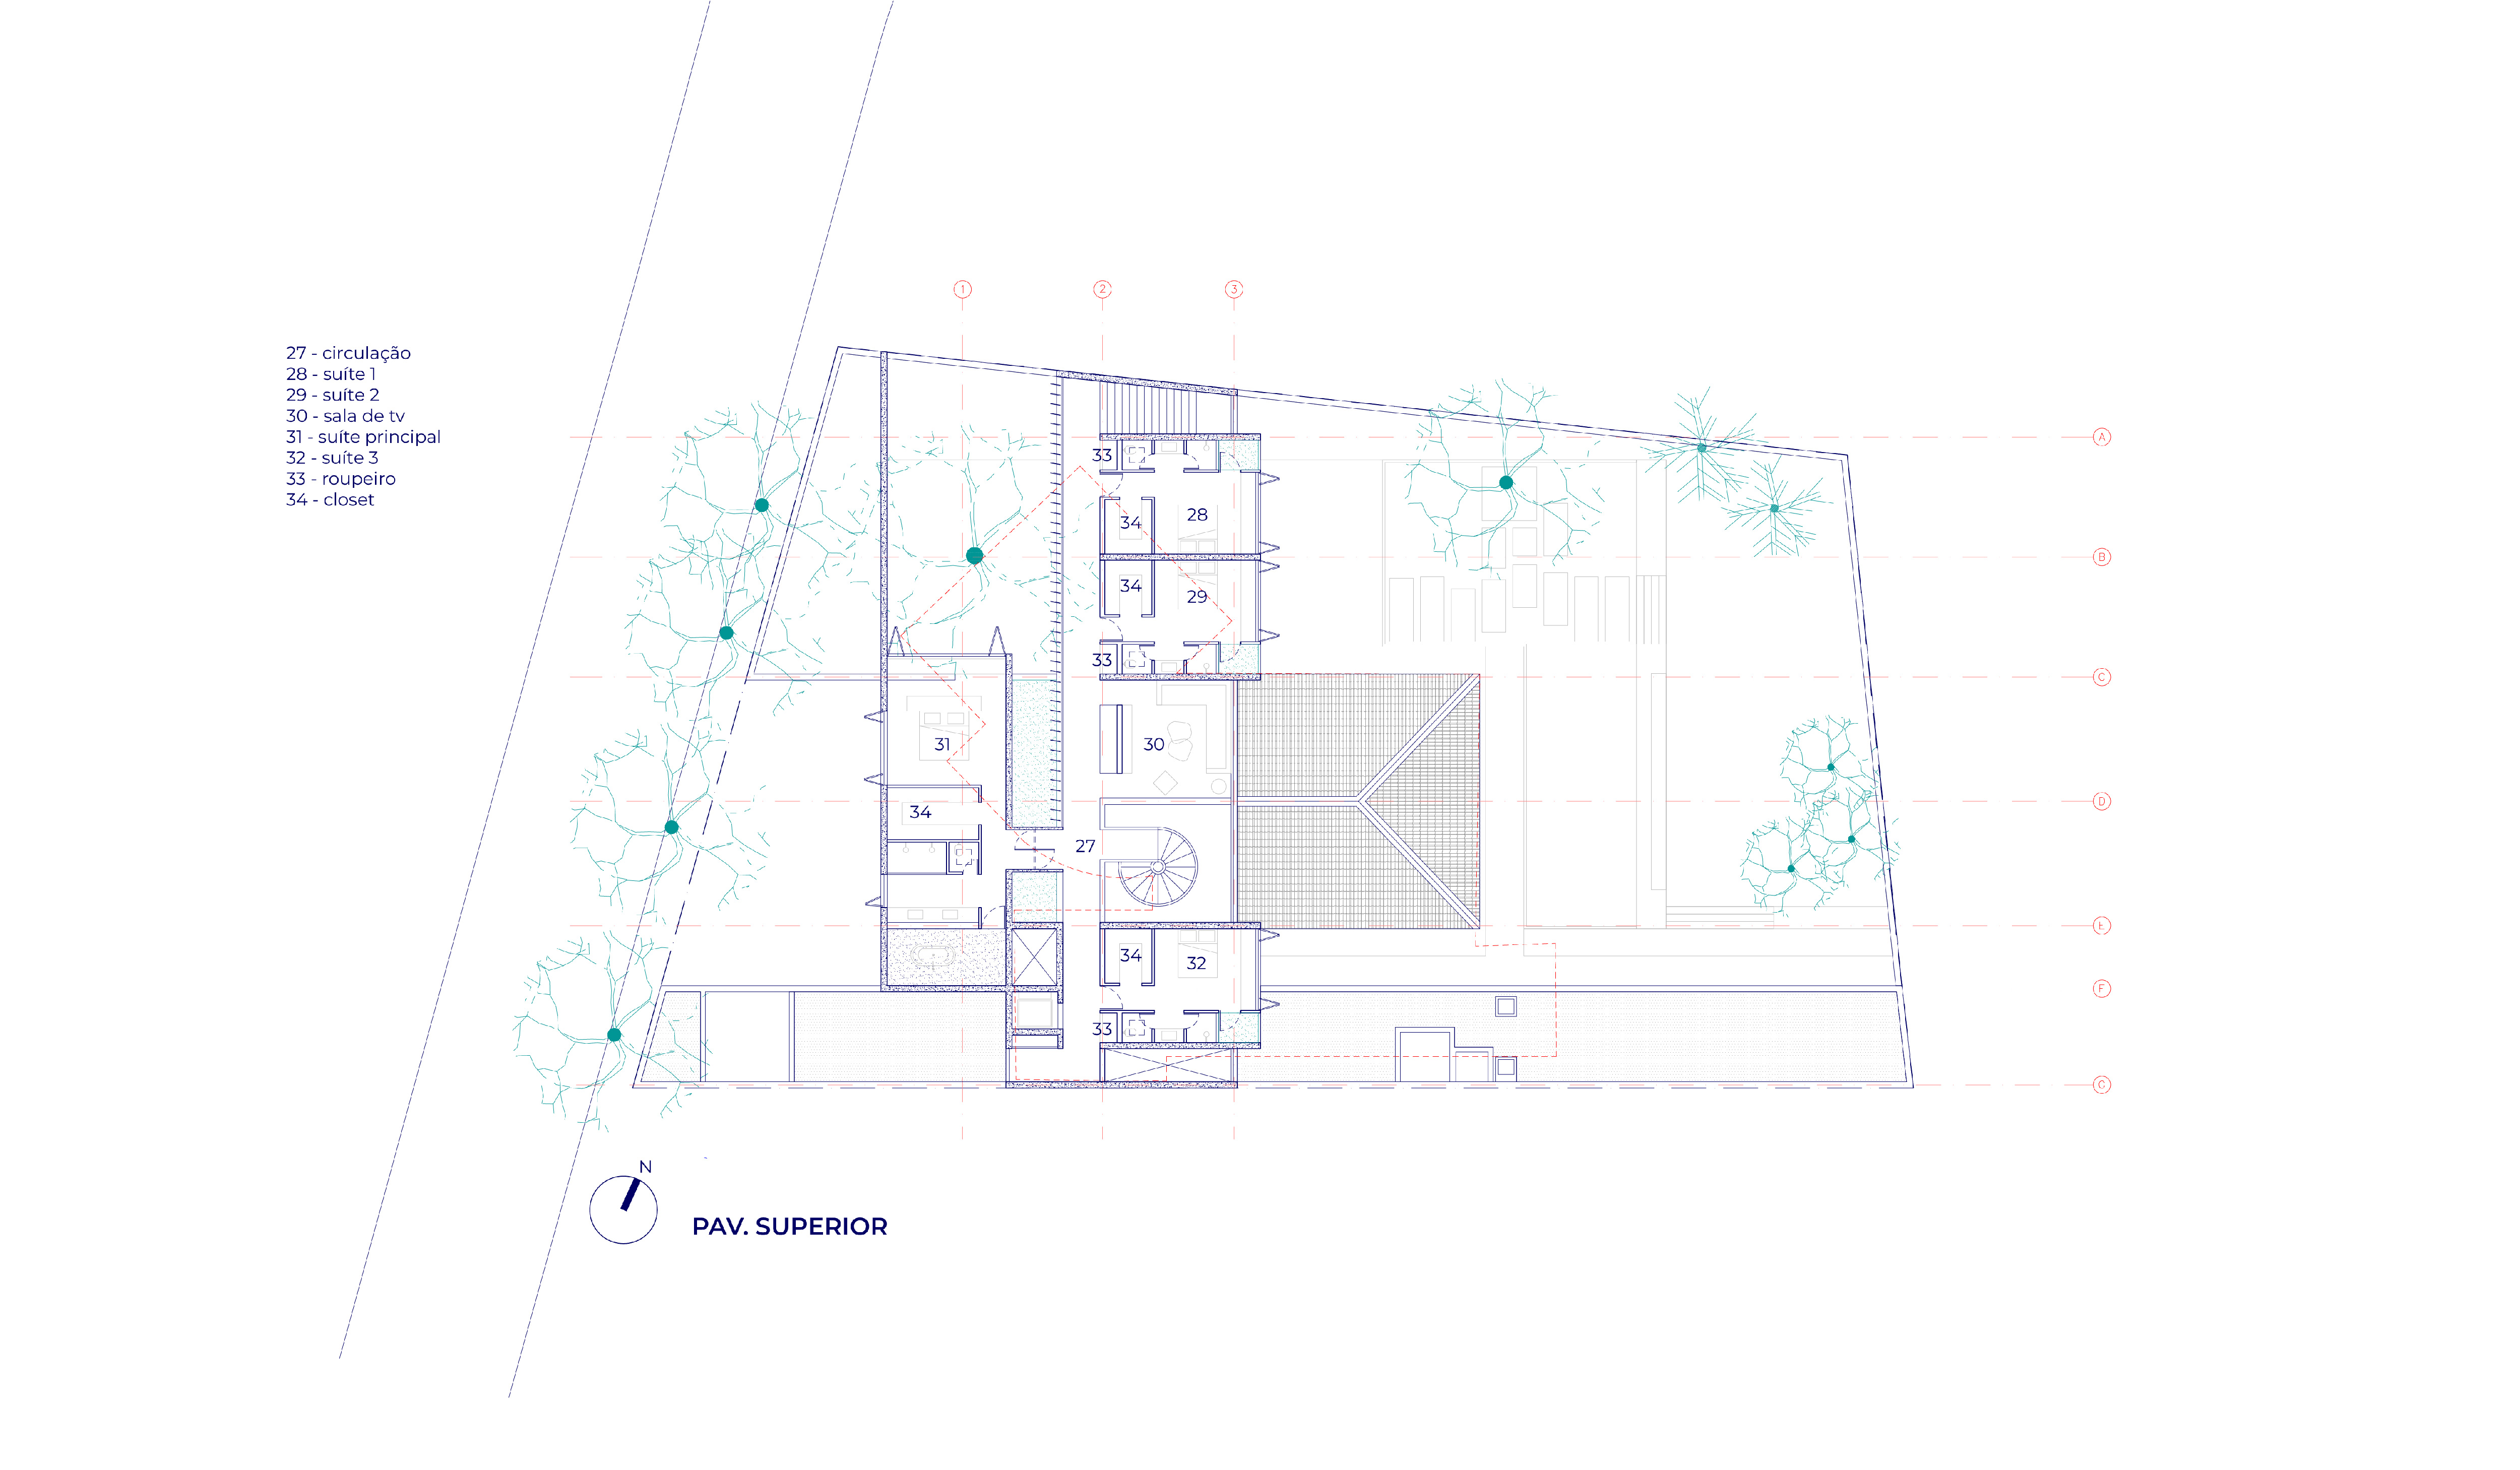 1 2 3
27 - circulação
28 - suíte 1
29 - suíte 2
30 - sala de tv
31 - suíte principal
32 - suíte 3
33 - roupeiro
34 - closet
A
33
34
28
B
34
29
33
C
31
30
34
D
27
E
34
32
F
33
G
N
PAV. SUPERIOR